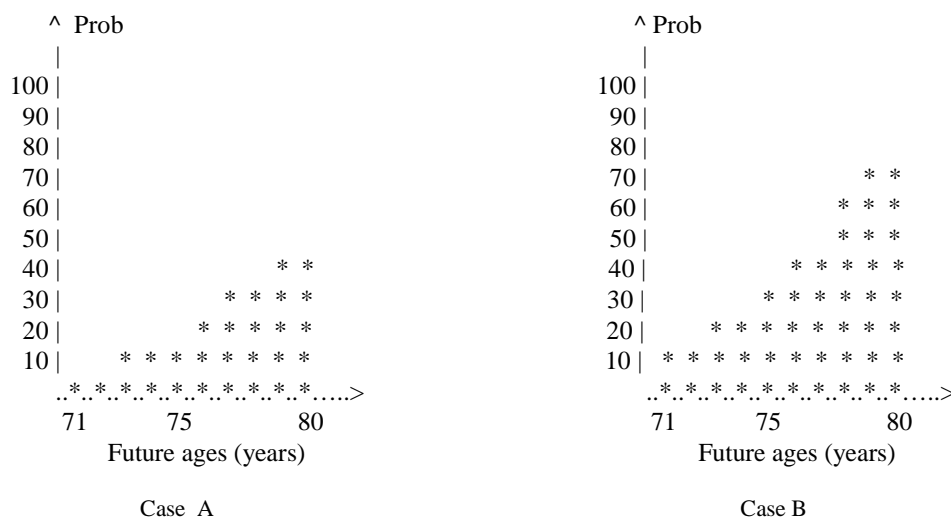 ^ Prob ^ Prob
| |
100 | 100 |
90 | 90 |
80 | 80 |
70 | 70 | * *
60 | 60 | * * *
50 | 50 | * * *
40 | * * 40 | * * * * *
30 | * * * * 30 | * * * * * *
20 | * * * * * 20 | * * * * * * * *
10 | * * * * * * * * 10 | * * * * * * * * * *
..*..*..*..*..*..*..*..*..*..*…..> ..*..*..*..*..*..*..*..*..*..*…..>
71 75 80 71 75 80
Future ages (years) Future ages (years)
Case A Case B